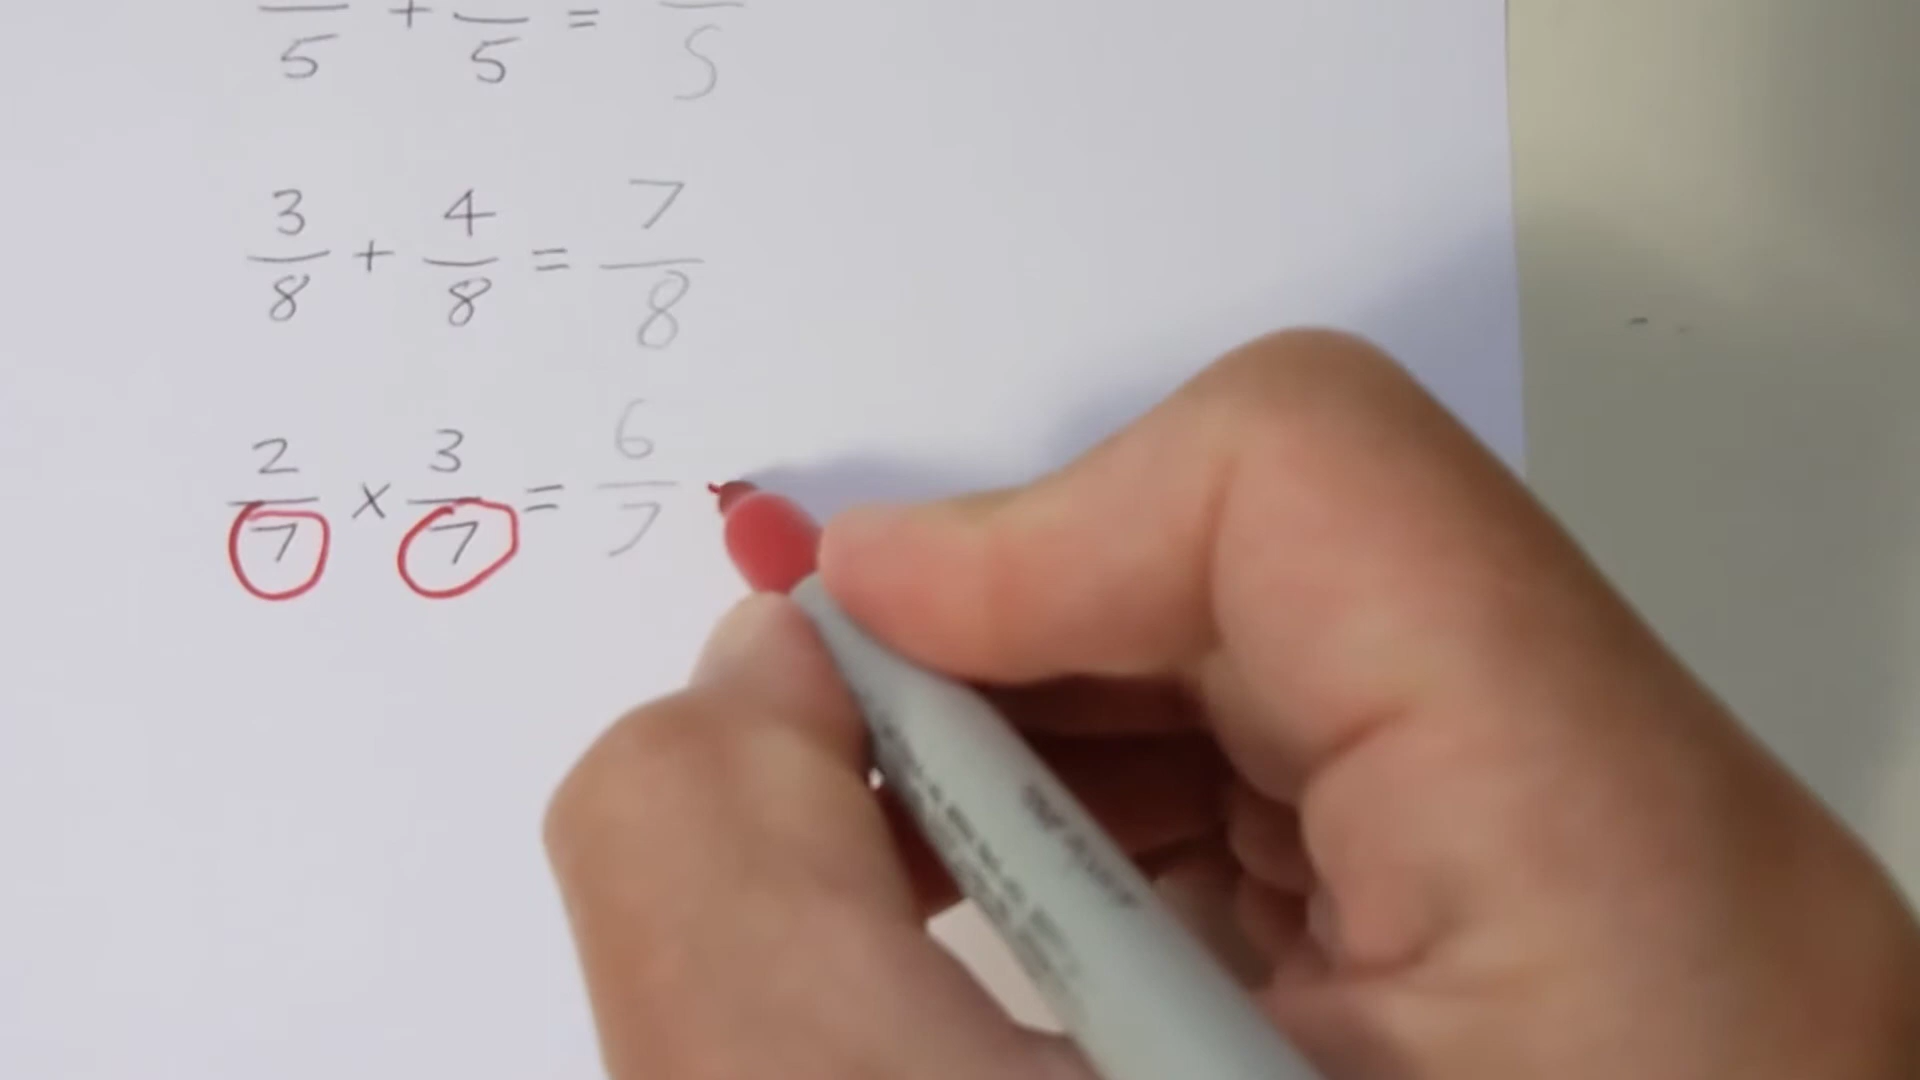 5 + 5 = 5
3/8 + 4/8 = 7/8
2/7 × 3/7 = 6/7